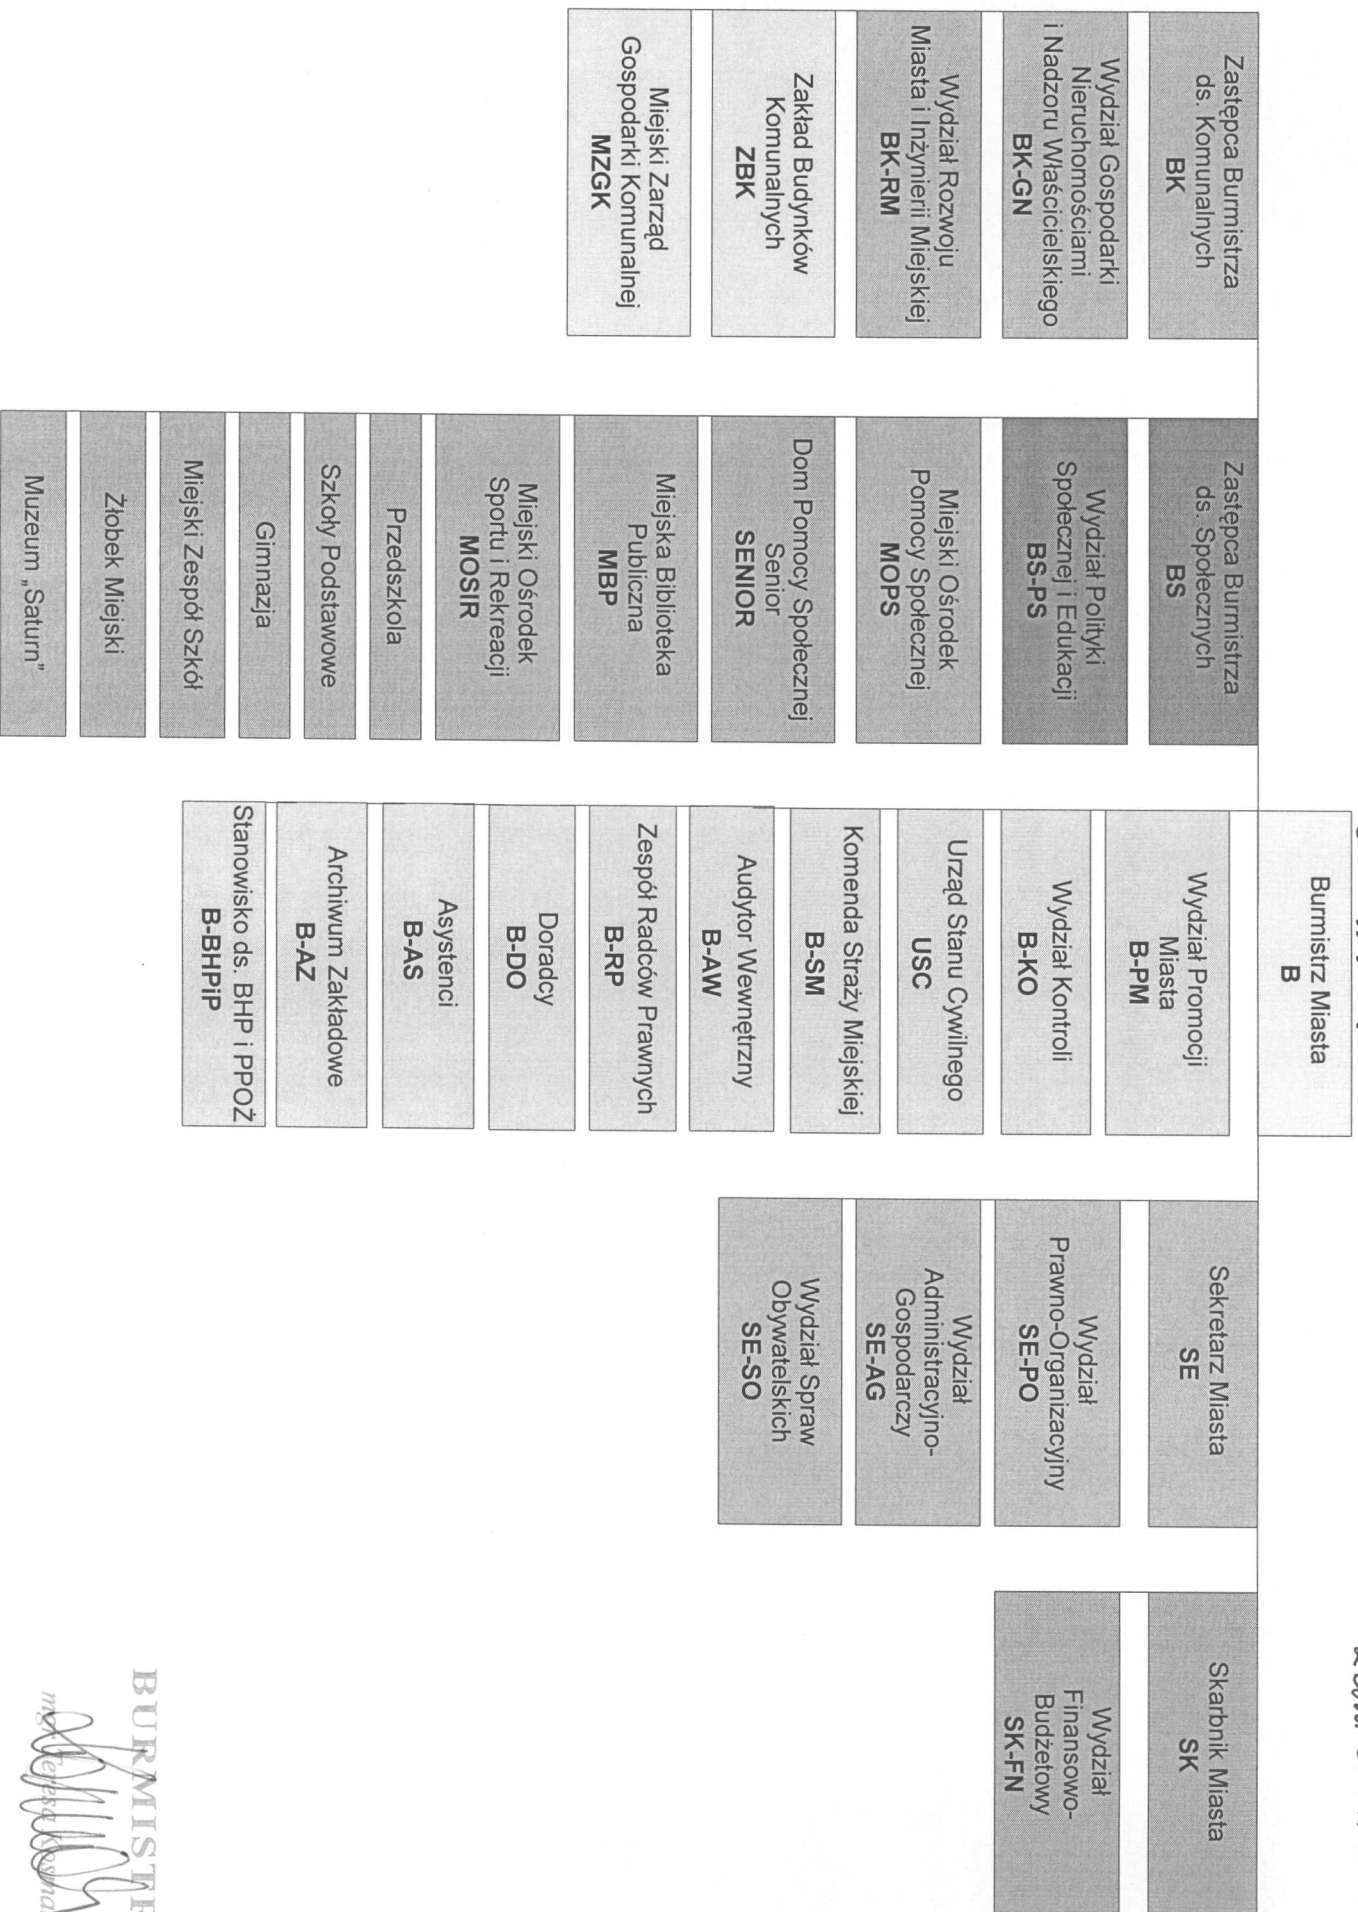 Burmistrz Miasta
B
Zastępca Burmistrza
ds. Komunalnych
BK
Wydział Gospodarki
Nieruchomościami
i Nadzoru Właścicielskiego
BK-GN
Wydział Rozwoju
Miasta i Inżynierii Miejskiej
BK-RM
Zakład Budynków
Komunalnych
ZBK
Miejski Zarząd
Gospodarki Komunalnej
MZGK
Zastępca Burmistrza
ds. Społecznych
BS
Wydział Polityki
Społecznej i Edukacji
BS-PS
Miejski Ośrodek
Pomocy Społecznej
MOPS
Dom Pomocy Społecznej
Senior
SENIOR
Miejska Biblioteka
Publiczna
MBP
Miejski Ośrodek
Sportu i Rekreacji
MOSIR
Przedszkola
Szkoły Podstawowe
Gimnazja
Miejski Zespół Szkół
Żłobek Miejski
Muzeum „Saturn”
Wydział Promocji
Miasta
B-PM
Wydział Kontroli
B-KO
Urząd Stanu Cywilnego
USC
Komenda Straży Miejskiej
B-SM
Audytor Wewnętrzny
B-AW
Zespół Radców Prawnych
B-RP
Doradcy
B-DO
Asystenci
B-AS
Archiwum Zakładowe
B-AZ
Stanowisko ds. BHP i PPOŻ
B-BHPiP
Sekretarz Miasta
SE
Wydział
Prawno-Organizacyjny
SE-PO
Wydział
Administracyjno-
Gospodarczy
SE-AG
Wydział Spraw
Obywatelskich
SE-SO
Skarbnik Miasta
SK
Wydział
Finansowo-
Budżetowy
SK-FN
BURMISTR
mgr Teresa